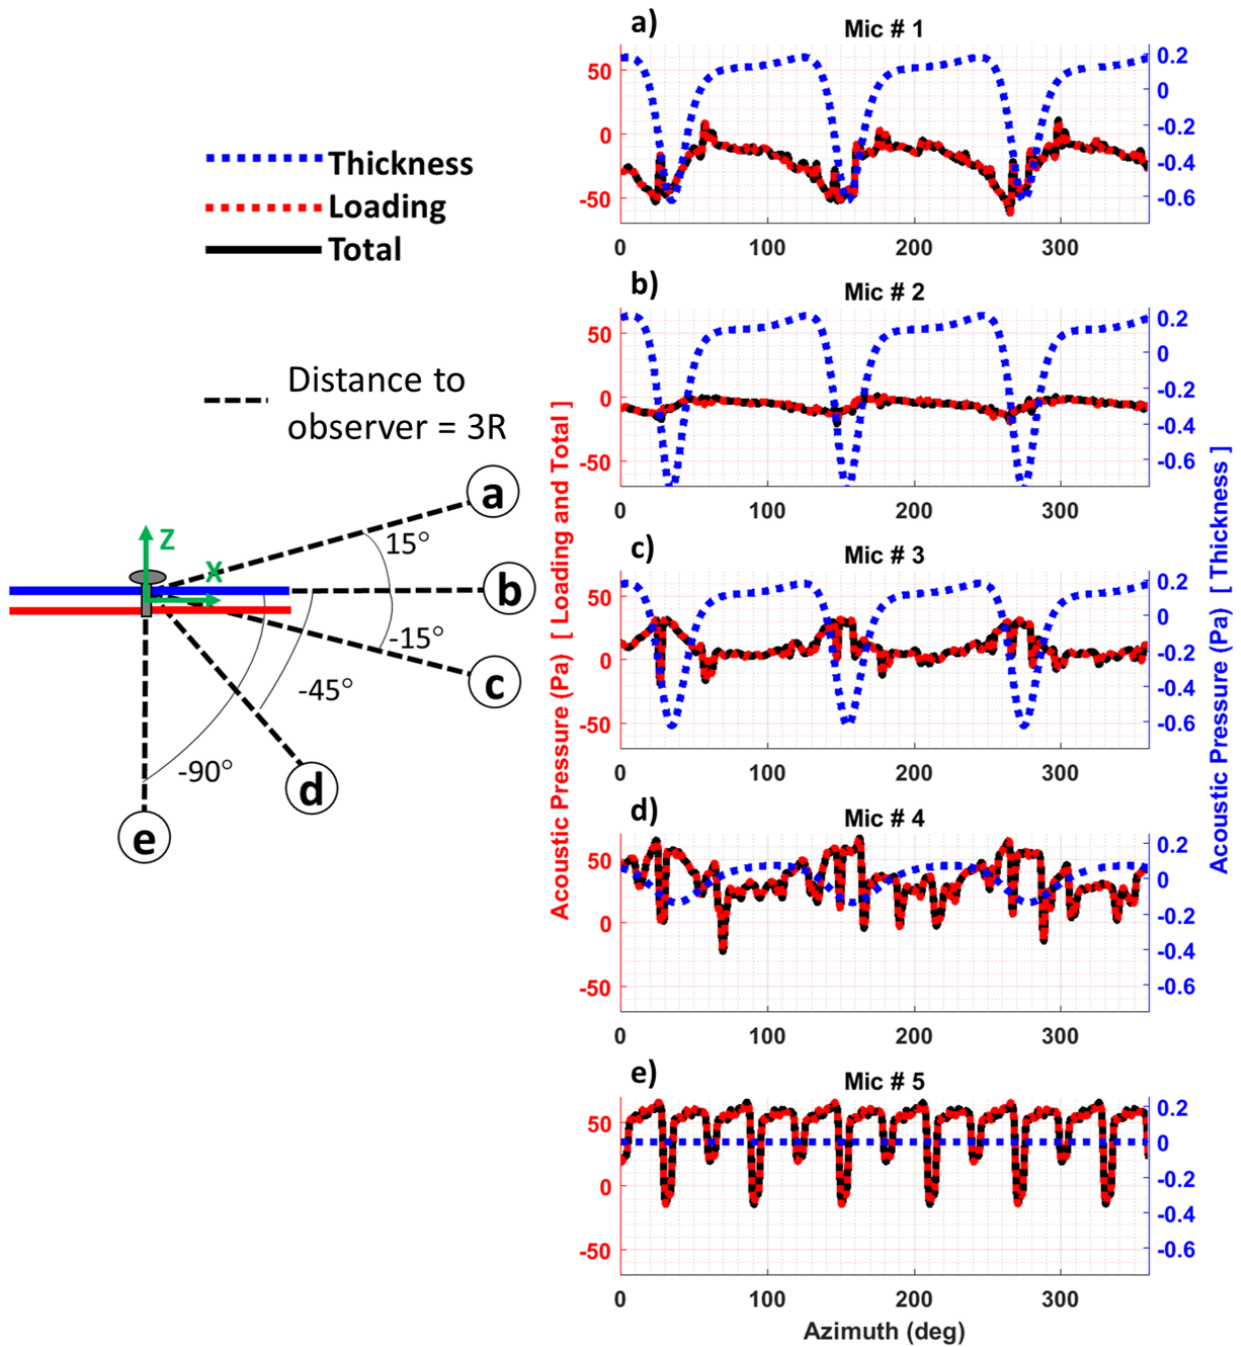 Thickness
Loading
Total
Distance to
observer = 3R
Z
X
a
15°
b
-15°
c
-45°
-90°
d
e
Acoustic Pressure (Pa) [ Loading and Total ]
Acoustic Pressure (Pa) [ Thickness ]
a)
Mic # 1
50
0
-50
0.2
0
-0.2
-0.4
-0.6
0 100 200 300
b)
Mic # 2
50
0
-50
0.2
0
-0.2
-0.4
-0.6
0 100 200 300
c)
Mic # 3
50
0
-50
0.2
0
-0.2
-0.4
-0.6
0 100 200 300
d)
Mic # 4
50
0
-50
0.2
0
-0.2
-0.4
-0.6
0 100 200 300
e)
Mic # 5
50
0
-50
0.2
0
-0.2
-0.4
-0.6
0 100 200 300
Azimuth (deg)